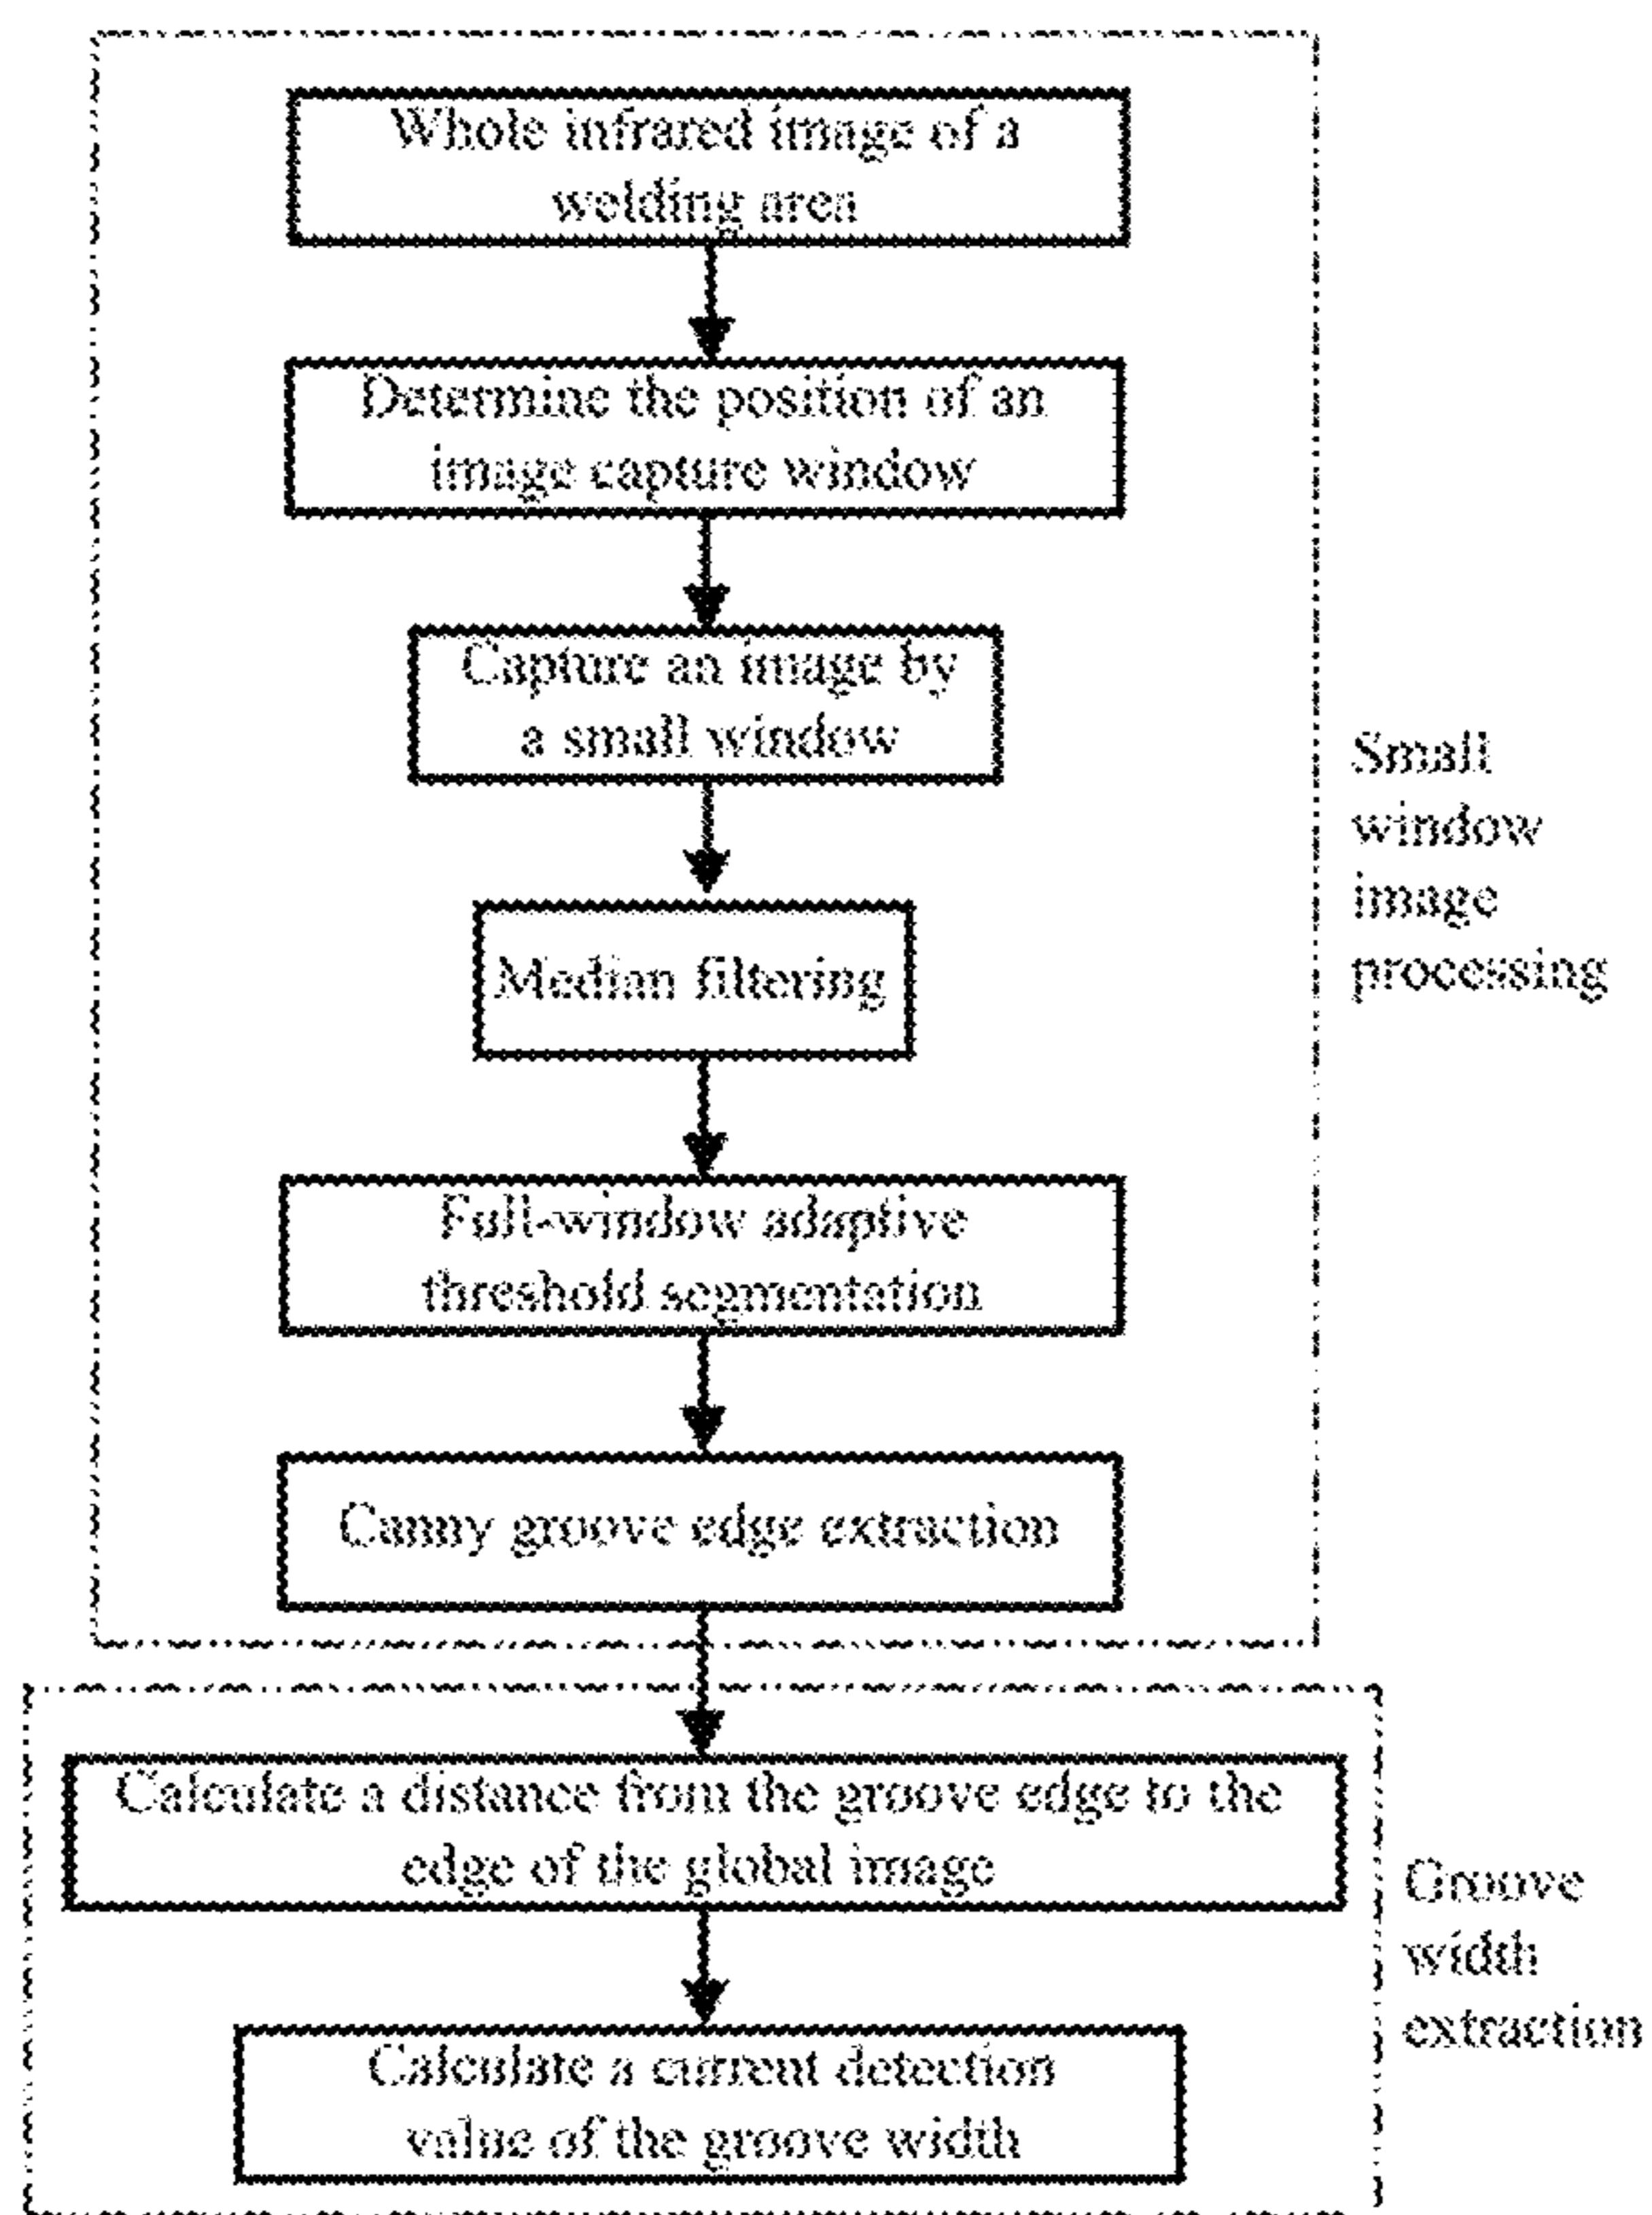 Whole infrared image of a
welding area
Determine the position of an
image capture window
Capture an image by
a small window
Median filtering
Full-window adaptive
threshold segmentation
Canny groove edge extraction
Small
window
image
processing
Calculate a distance from the groove edge to the
edge of the global image
Calculate a current detection
value of the groove width
Groove
width
extraction